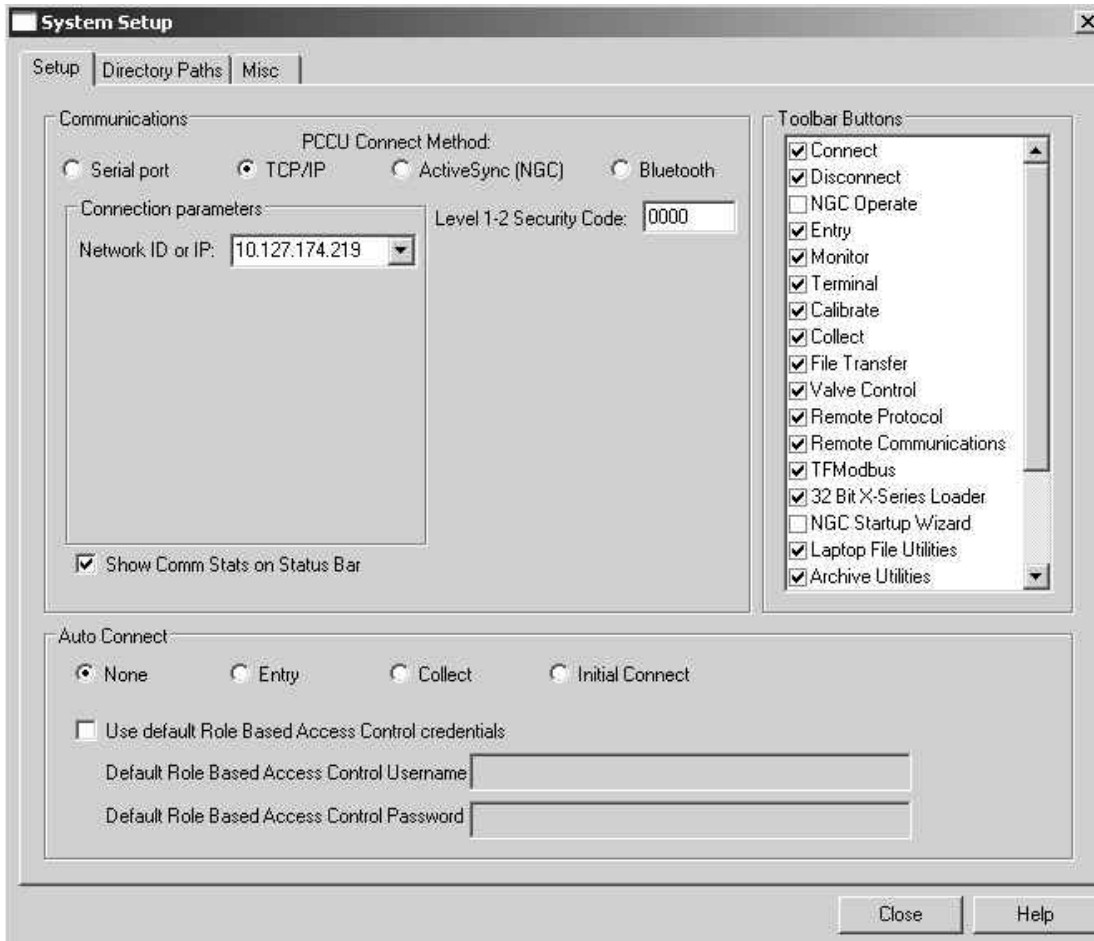 System Setup
Setup Directory Paths Misc
Communications
PCCU Connect Method:
Serial port TCP/IP ActiveSync (NGC) Bluetooth
Connection parameters
Network ID or IP: 10.127.174.219
Level 1-2 Security Code: 0000
Show Comm Stats on Status Bar
Toolbar Buttons
Connect
Disconnect
NGC Operate
Entry
Monitor
Terminal
Calibrate
Collect
File Transfer
Valve Control
Remote Protocol
Remote Communications
TFModbus
32 Bit X-Series Loader
NGC Startup Wizard
Laptop File Utilities
Archive Utilities
Auto Connect
None Entry Collect Initial Connect
Use default Role Based Access Control credentials
Default Role Based Access Control Username
Default Role Based Access Control Password
Close Help